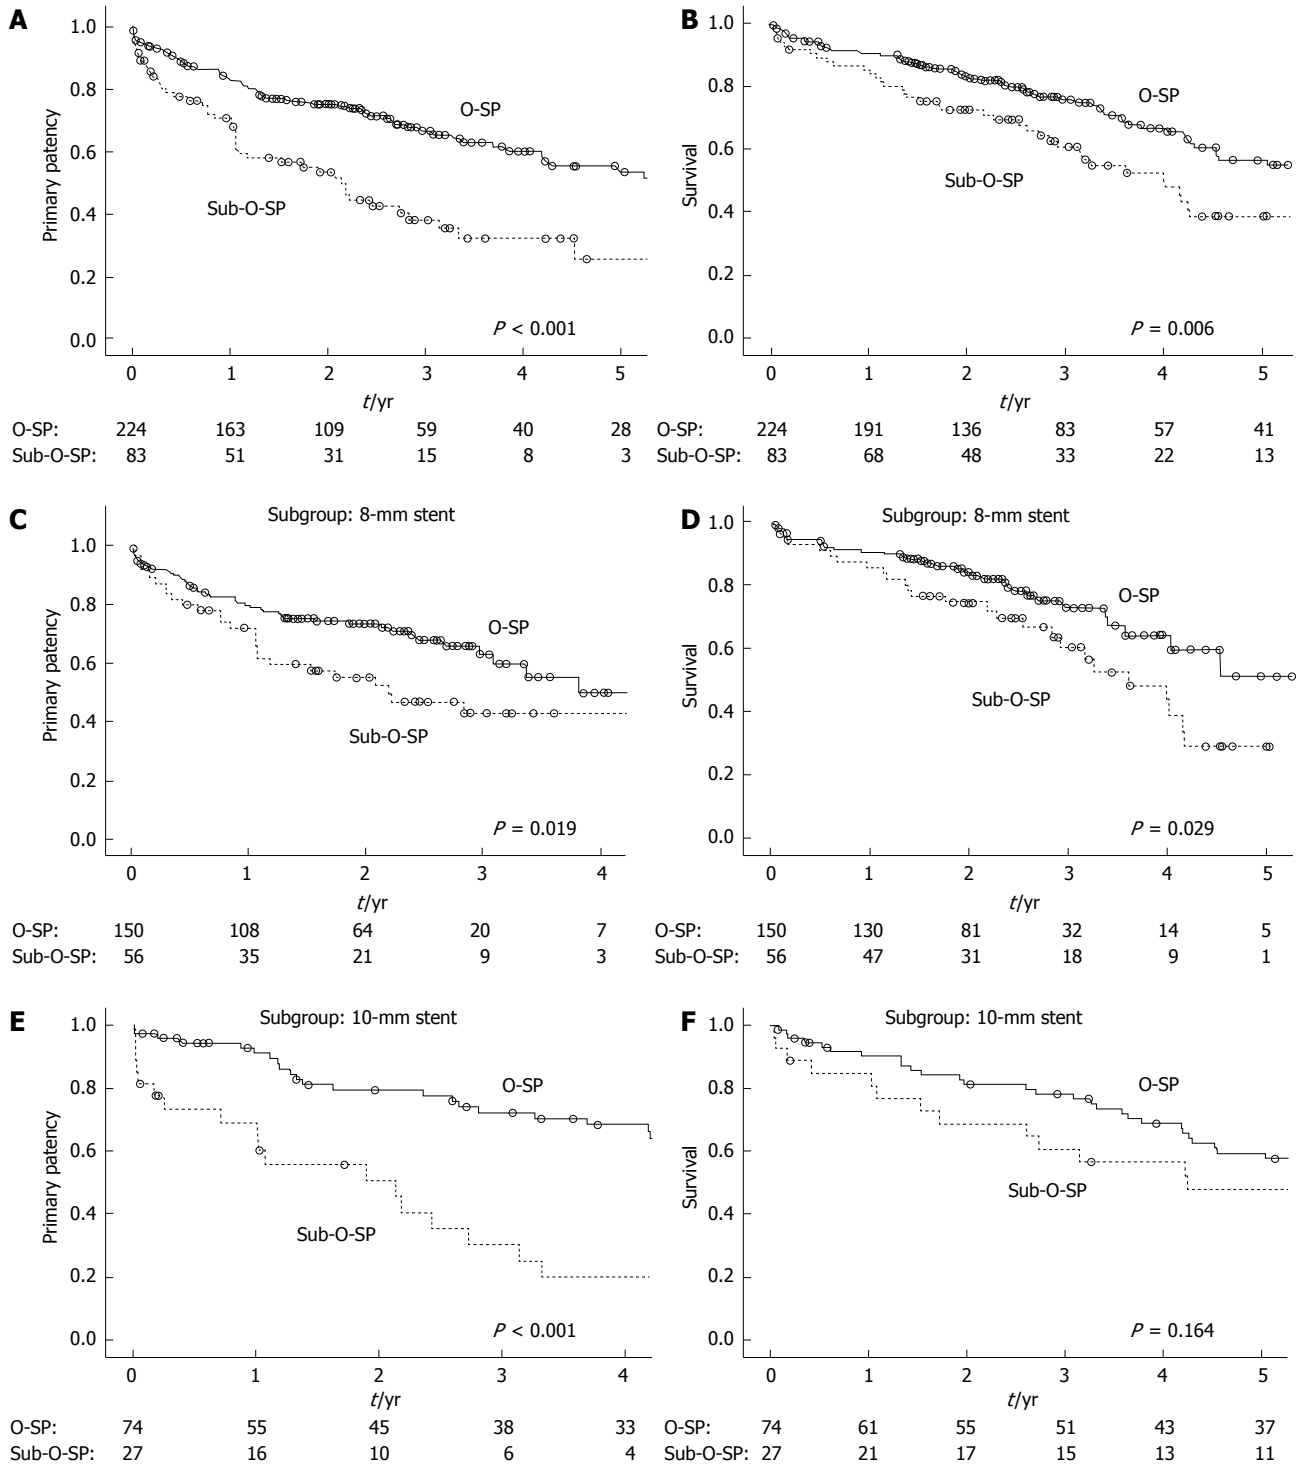 A
Primary patency
1.0
0.8
0.6
0.4
0.2
0.0
O-SP
Sub-O-SP
P < 0.001
0 1 2 3 4 5
t/yr
O-SP: 224 163 109 59 40 28
Sub-O-SP: 83 51 31 15 8 3
B
Survival
1.0
0.8
0.6
0.4
0.2
0.0
O-SP
Sub-O-SP
P = 0.006
0 1 2 3 4 5
t/yr
O-SP: 224 191 136 83 57 41
Sub-O-SP: 83 68 48 33 22 13
C
Subgroup: 8-mm stent
Primary patency
1.0
0.8
0.6
0.4
0.2
0.0
O-SP
Sub-O-SP
P = 0.019
0 1 2 3 4
t/yr
O-SP: 150 108 64 20 7
Sub-O-SP: 56 35 21 9 3
D
Subgroup: 8-mm stent
Survival
1.0
0.8
0.6
0.4
0.2
0.0
O-SP
Sub-O-SP
P = 0.029
0 1 2 3 4 5
t/yr
O-SP: 150 130 81 32 14 5
Sub-O-SP: 56 47 31 18 9 1
E
Subgroup: 10-mm stent
Primary patency
1.0
0.8
0.6
0.4
0.2
0.0
O-SP
Sub-O-SP
P < 0.001
0 1 2 3 4
t/yr
O-SP: 74 55 45 38 33
Sub-O-SP: 27 16 10 6 4
F
Subgroup: 10-mm stent
Survival
1.0
0.8
0.6
0.4
0.2
0.0
O-SP
Sub-O-SP
P = 0.164
0 1 2 3 4 5
t/yr
O-SP: 74 61 55 51 43 37
Sub-O-SP: 27 21 17 15 13 11